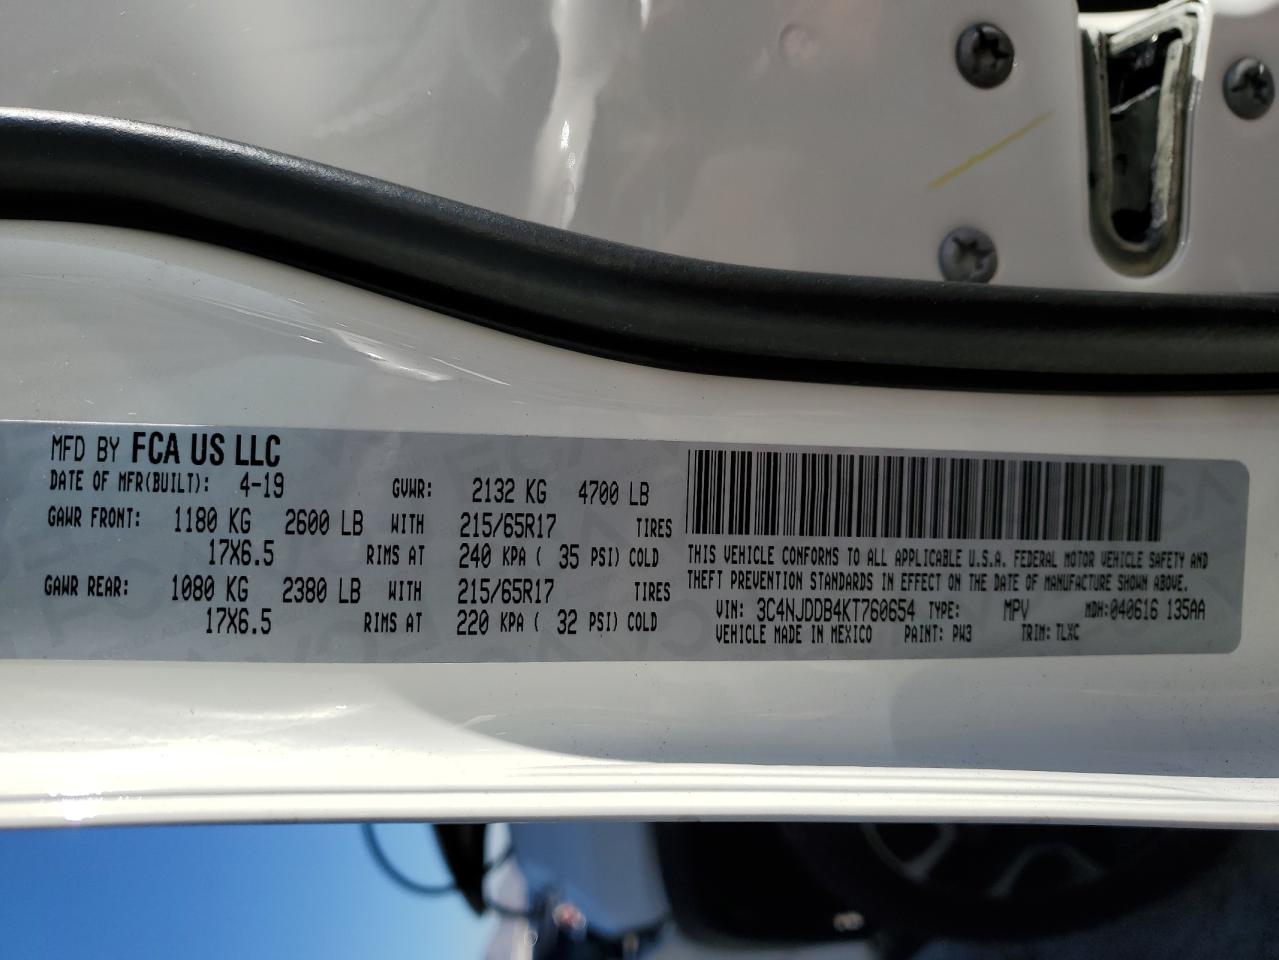 MFD BY FCA US LLC
DATE OF MFR(BUILT): 4-19 GVWR: 2132 KG 4700 LB
GAWR FRONT: 1180 KG 2600 LB WITH 215/65R17 TIRES
17X6.5 RIMS AT 240 KPA ( 35 PSI) COLD
GAWR REAR: 1080 KG 2380 LB WITH 215/65R17 TIRES
17X6.5 RIMS AT 220 KPA ( 32 PSI) COLD
THIS VEHICLE CONFORMS TO ALL APPLICABLE U.S.A. FEDERAL MOTOR VEHICLE SAFETY AND
THEFT PREVENTION STANDARDS IN EFFECT ON THE DATE OF MANUFACTURE SHOWN ABOVE.
VIN: 3C4NJDDB4KT760654 TYPE: MPV MDH: 040616 135AA
VEHICLE MADE IN MEXICO PAINT: PW3 TRIM: TLXC